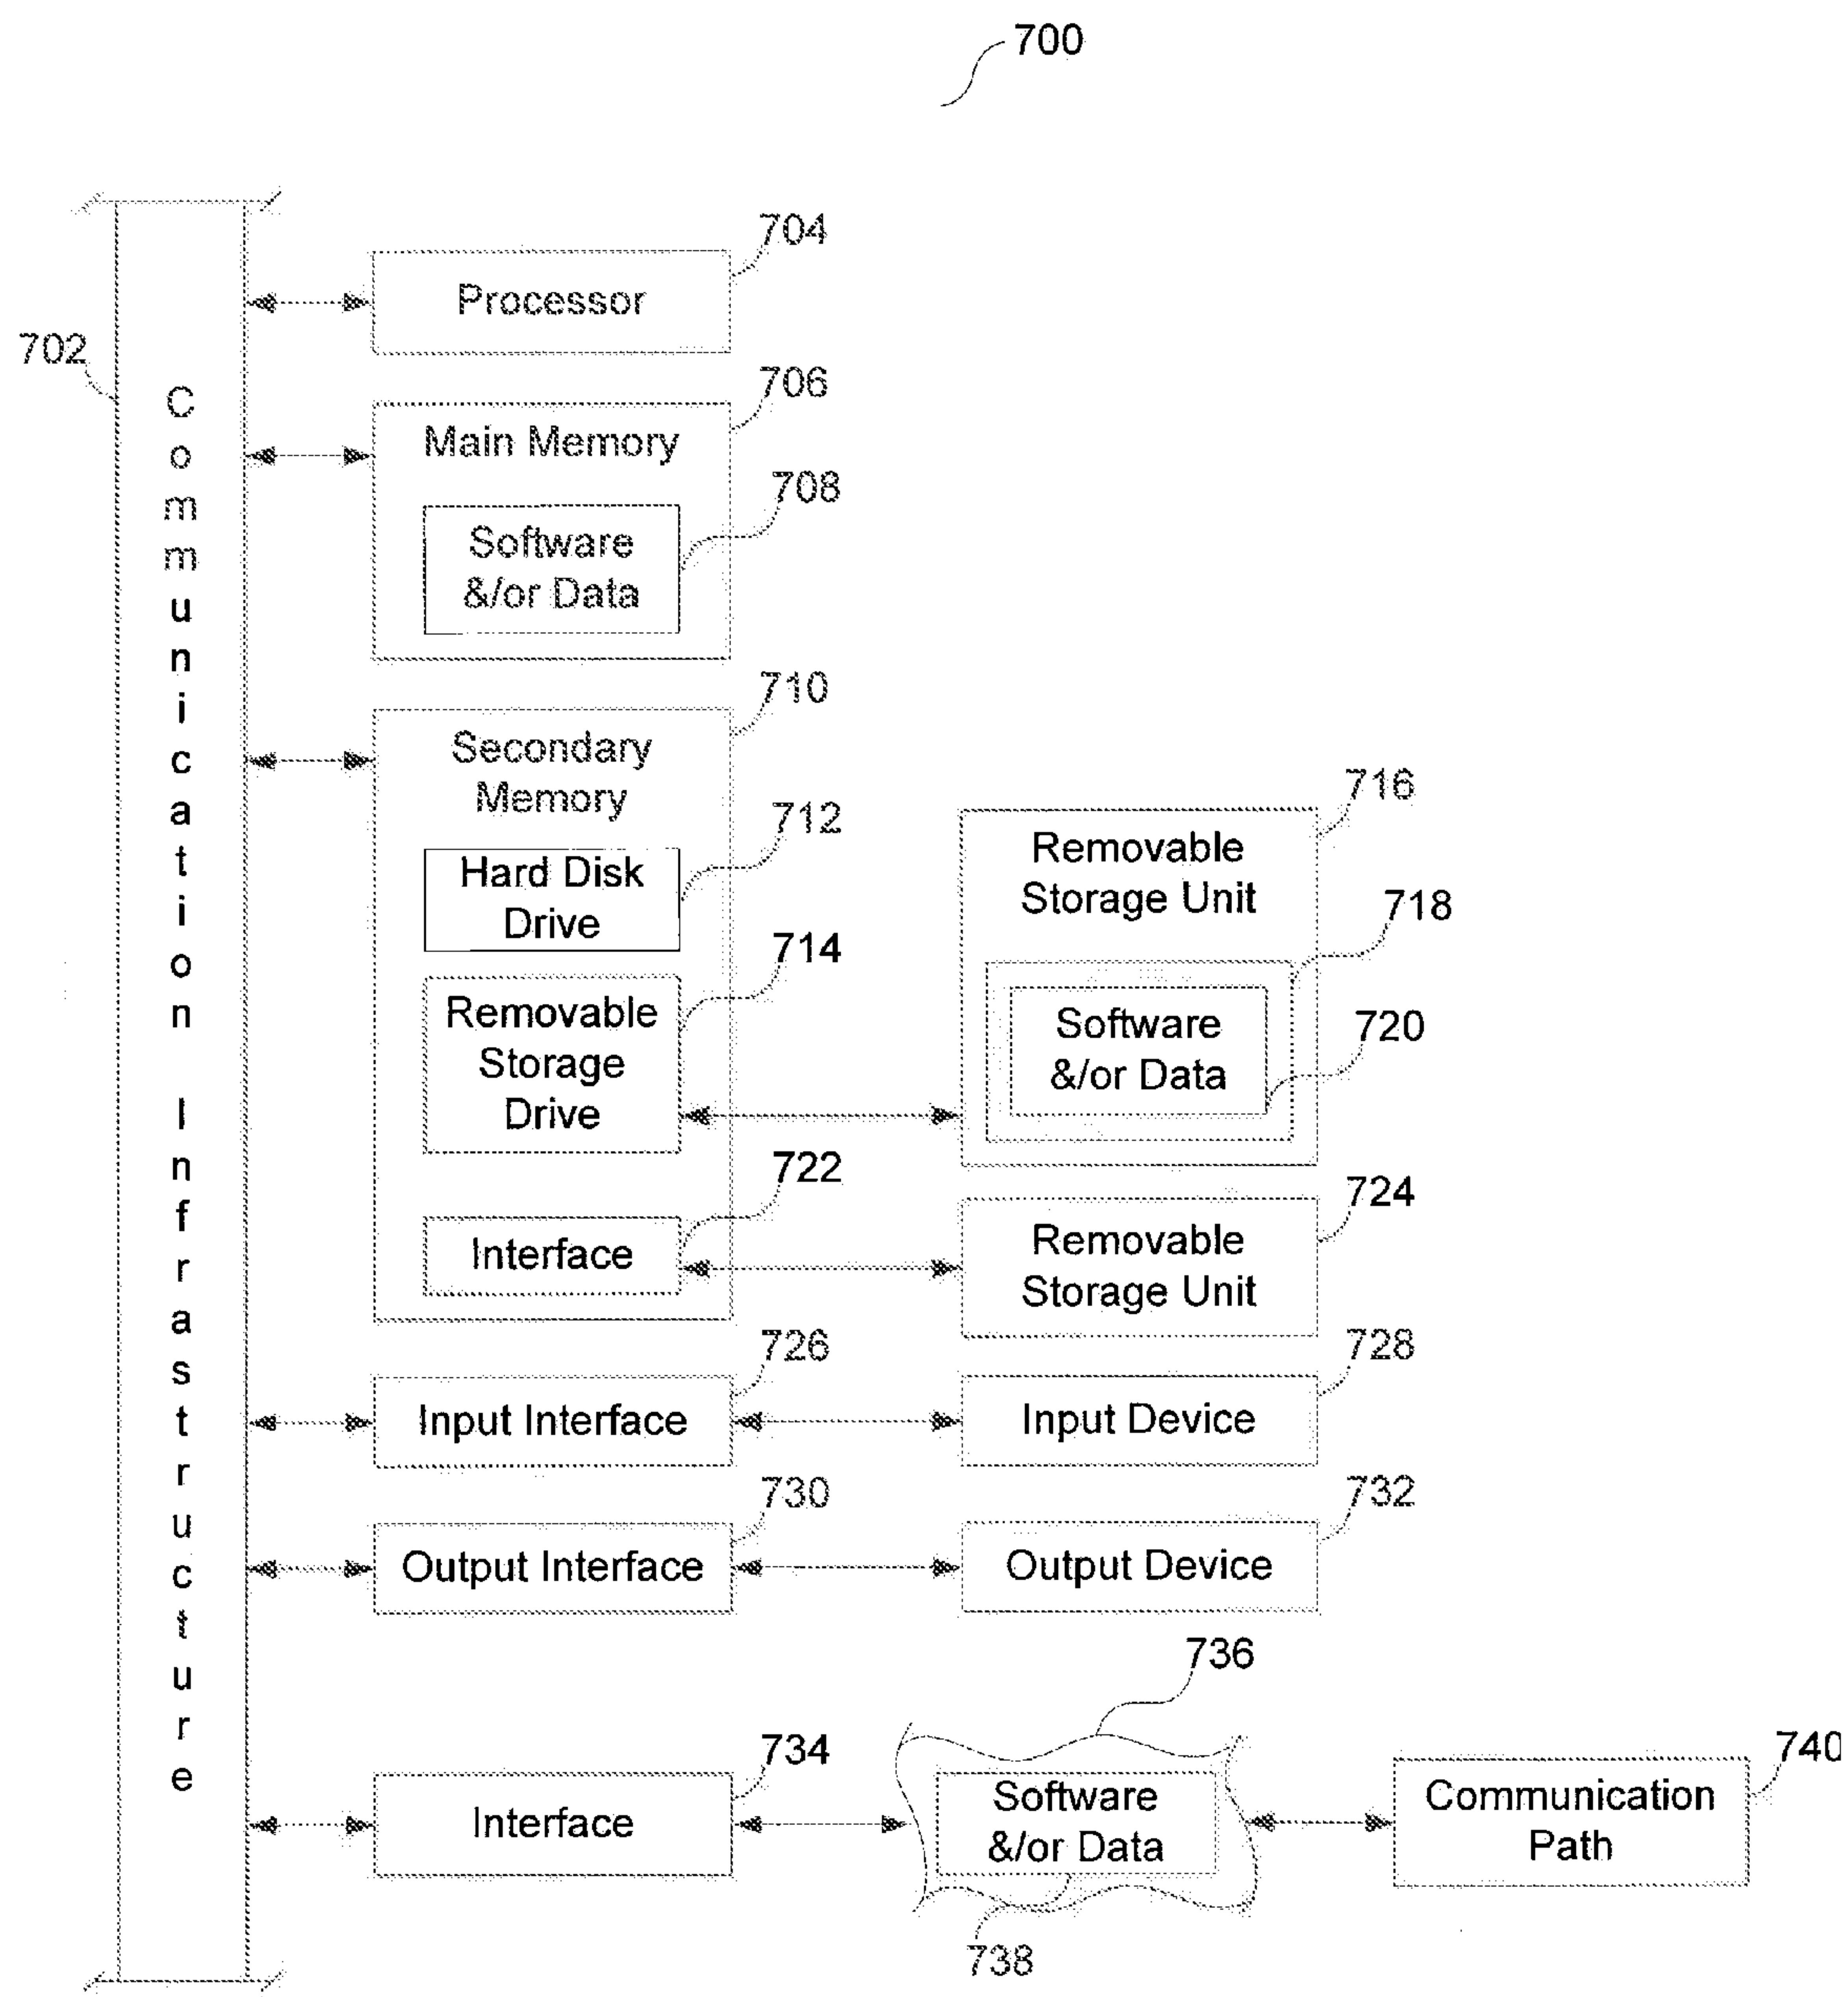 700
702
Communication Infrastructure
704
Processor
706
Main Memory
708
Software
&/or Data
710
Secondary
Memory
712
Hard Disk
Drive
714
Removable
Storage
Drive
716
Removable
Storage Unit
718
Software
&/or Data
720
722
Interface
724
Removable
Storage Unit
726
Input Interface
728
Input Device
730
Output Interface
732
Output Device
734
Interface
736
Software
&/or Data
738
740
Communication
Path